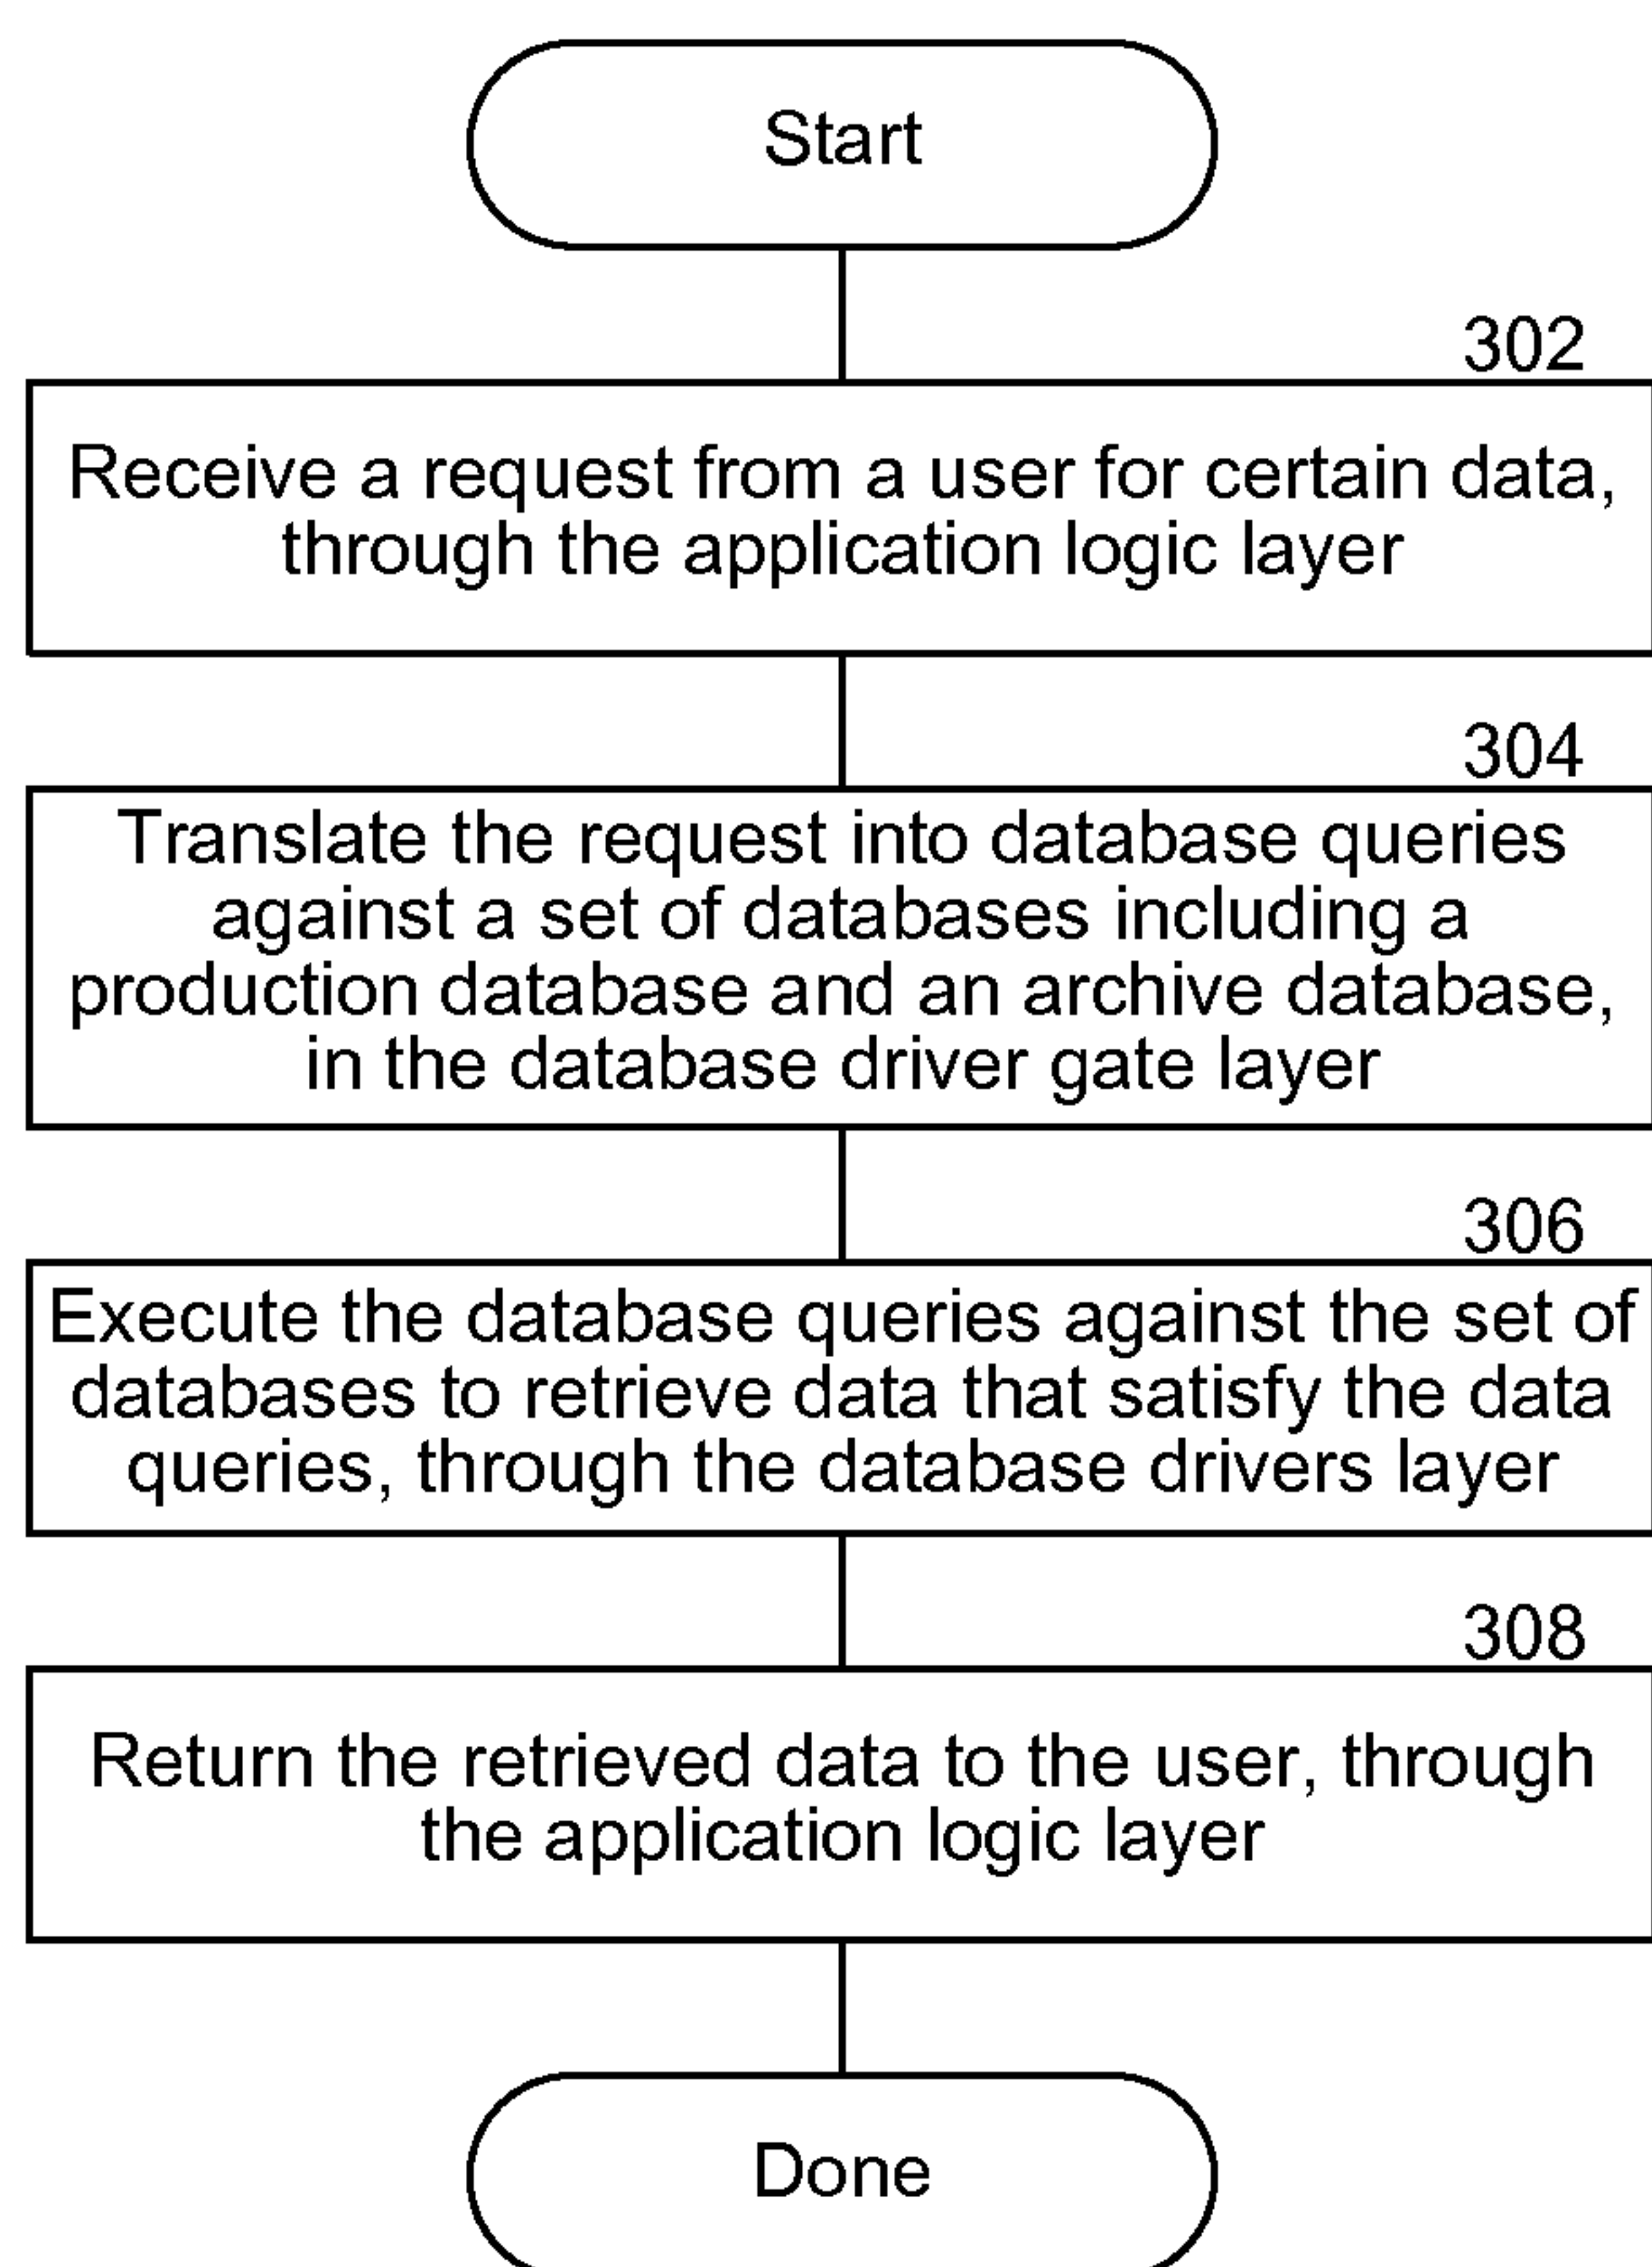 Start
302
Receive a request from a user for certain data,
through the application logic layer
304
Translate the request into database queries
against a set of databases including a
production database and an archive database,
in the database driver gate layer
306
Execute the database queries against the set of
databases to retrieve data that satisfy the data
queries, through the database drivers layer
308
Return the retrieved data to the user, through
the application logic layer
Done